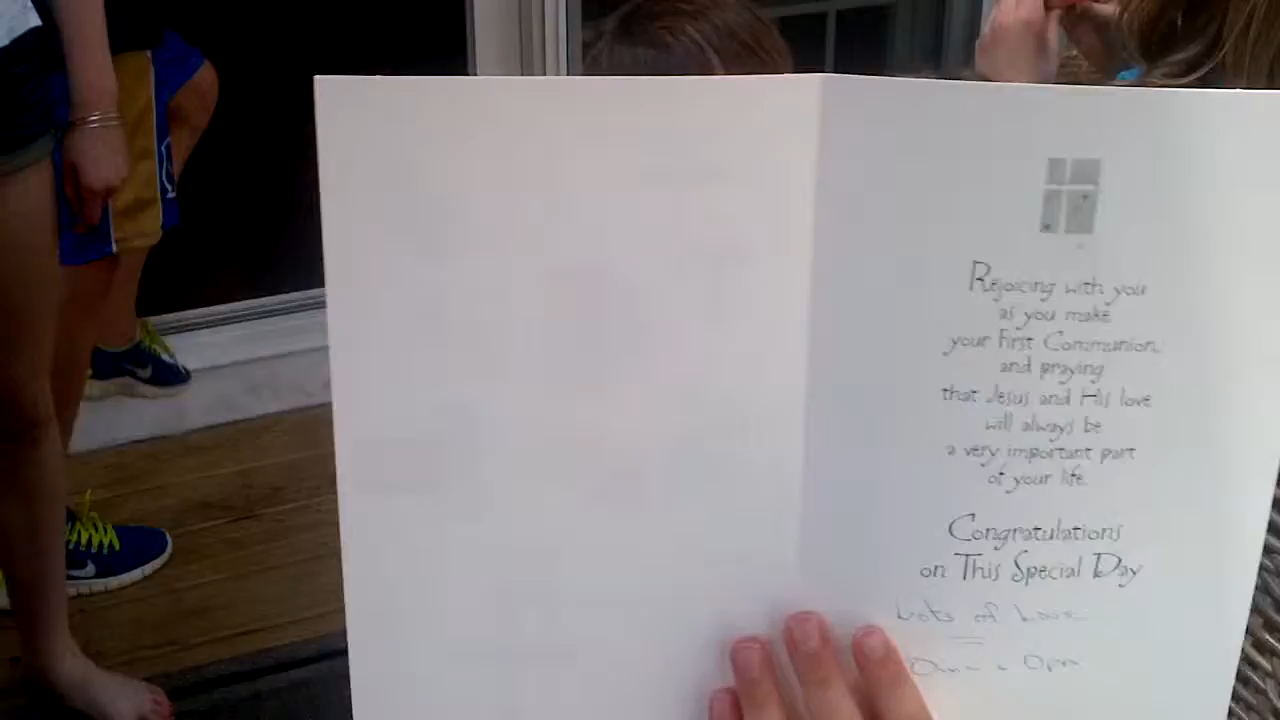 Rejoicing with you
as you make
your First Communion,
and praying
that Jesus and His love
will always be
a very important part
of your life.
Congratulations
on This Special Day
Lots of Love